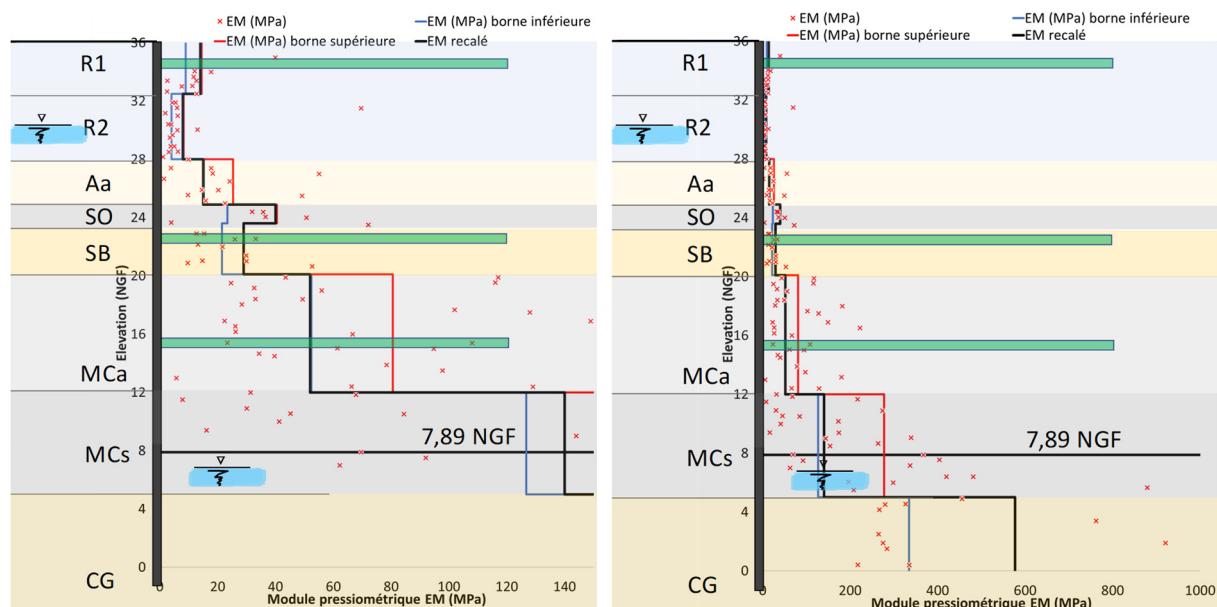 EM (MPa) EM (MPa) borne inférieure
EM (MPa) borne supérieure EM recalé
36
R1
32
R2
28
Aa
24
SO
SB
20
Elevation (NGF)
16
MCa
12
7,89 NGF
8
MCs
4
0
CG
0 20 40 60 80 100 120 140
Module pressiométrique EM (MPa)
EM (MPa) EM (MPa) borne inférieure
EM (MPa) borne supérieure EM recalé
36
R1
32
R2
28
Aa
24
SO
SB
20
Elevation (NGF)
16
MCa
12
7,89 NGF
8
MCs
4
0
CG
0 200 400 600 800 1000
Module pressiométrique EM (MPa)